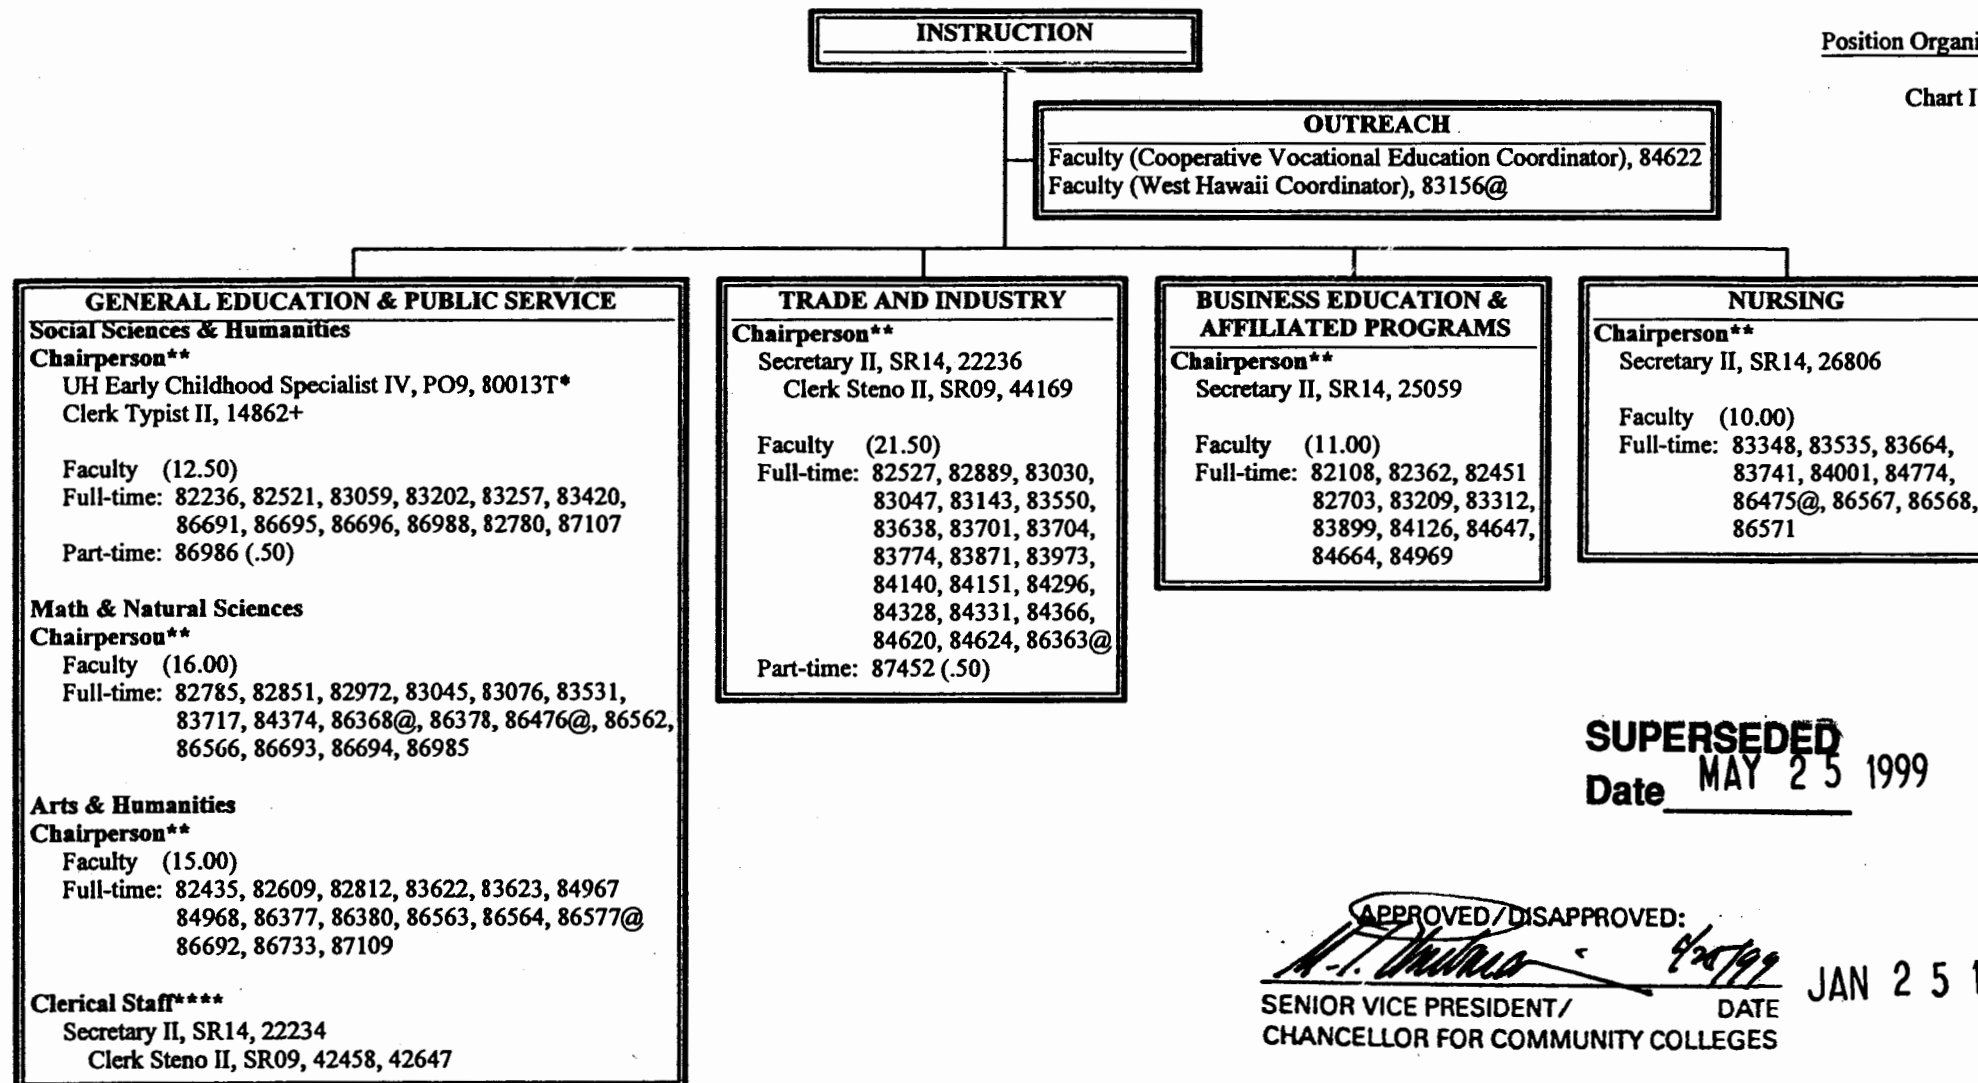 INSTRUCTION
Position Organi
Chart I
OUTREACH
Faculty (Cooperative Vocational Education Coordinator), 84622
Faculty (West Hawaii Coordinator), 83156@
GENERAL EDUCATION & PUBLIC SERVICE
Social Sciences & Humanities
Chairperson**
UH Early Childhood Specialist IV, PO9, 80013T*
Clerk Typist II, 14862+
Faculty (12.50)
Full-time: 82236, 82521, 83059, 83202, 83257, 83420,
86691, 86695, 86696, 86988, 82780, 87107
Part-time: 86986 (.50)
Math & Natural Sciences
Chairperson**
Faculty (16.00)
Full-time: 82785, 82851, 82972, 83045, 83076, 83531,
83717, 84374, 86368@, 86378, 86476@, 86562,
86566, 86693, 86694, 86985
Arts & Humanities
Chairperson**
Faculty (15.00)
Full-time: 82435, 82609, 82812, 83622, 83623, 84967
84968, 86377, 86380, 86563, 86564, 86577@
86692, 86733, 87109
Clerical Staff****
Secretary II, SR14, 22234
Clerk Steno II, SR09, 42458, 42647
TRADE AND INDUSTRY
Chairperson**
Secretary II, SR14, 22236
Clerk Steno II, SR09, 44169
Faculty (21.50)
Full-time: 82527, 82889, 83030,
83047, 83143, 83550,
83638, 83701, 83704,
83774, 83871, 83973,
84140, 84151, 84296,
84328, 84331, 84366,
84620, 84624, 86363@
Part-time: 87452 (.50)
BUSINESS EDUCATION &
AFFILIATED PROGRAMS
Chairperson**
Secretary II, SR14, 25059
Faculty (11.00)
Full-time: 82108, 82362, 82451
82703, 83209, 83312,
83899, 84126, 84647,
84664, 84969
NURSING
Chairperson**
Secretary II, SR14, 26806
Faculty (10.00)
Full-time: 83348, 83535, 83664,
83741, 84001, 84774,
86475@, 86567, 86568,
86571
SUPERSEDED
Date MAY 25 1999
APPROVED/DISAPPROVED:
SENIOR VICE PRESIDENT/ DATE
CHANCELLOR FOR COMMUNITY COLLEGES
JAN 25 1